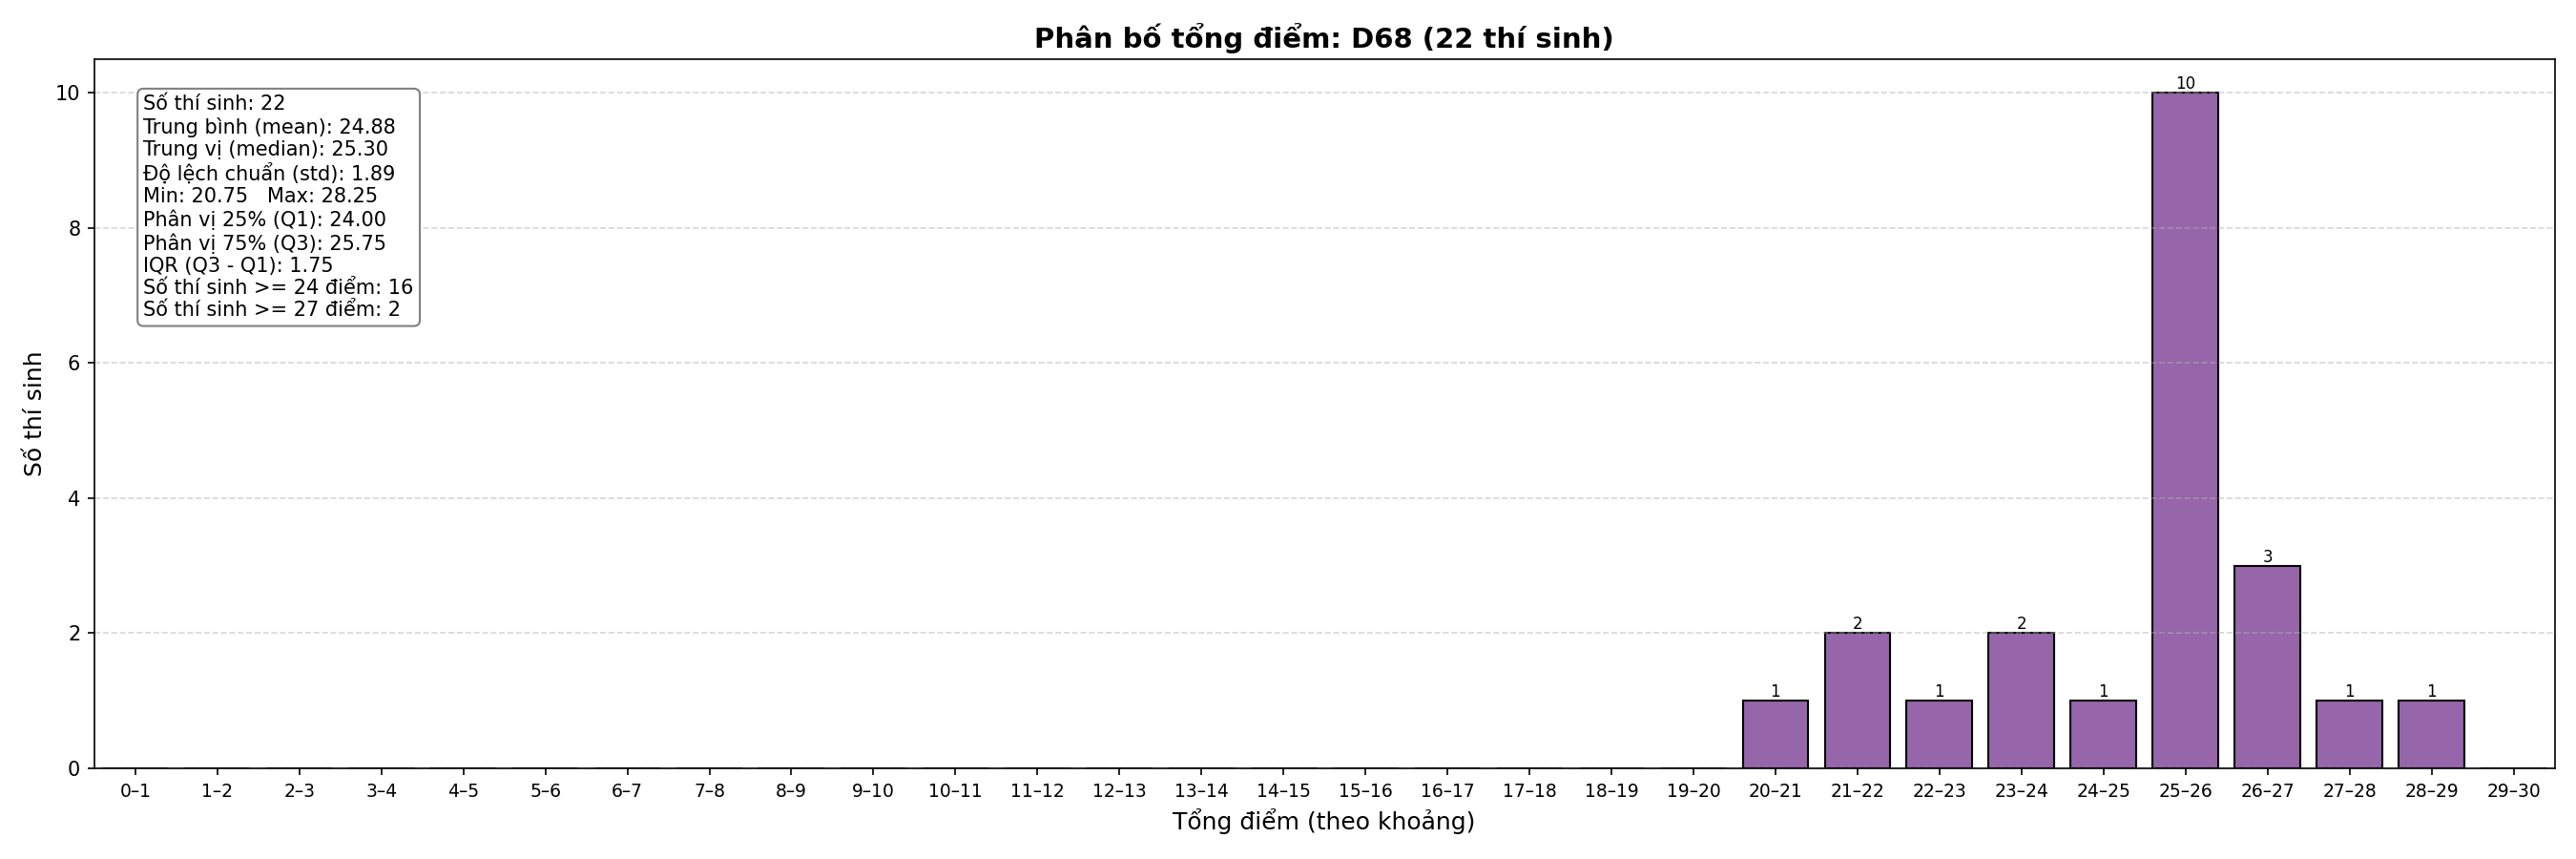 Phân bố tổng điểm: D68 (22 thí sinh)
10
8
6
4
2
0
Số thí sinh
Số thí sinh: 22
Trung bình (mean): 24.88
Trung vị (median): 25.30
Độ lệch chuẩn (std): 1.89
Min: 20.75   Max: 28.25
Phân vị 25% (Q1): 24.00
Phân vị 75% (Q3): 25.75
IQR (Q3 - Q1): 1.75
Số thí sinh >= 24 điểm: 16
Số thí sinh >= 27 điểm: 2
1 2 1 2 1 10 3 1 1
0–1 1–2 2–3 3–4 4–5 5–6 6–7 7–8 8–9 9–10 10–11 11–12 12–13 13–14 14–15 15–16 16–17 17–18 18–19 19–20 20–21 21–22 22–23 23–24 24–25 25–26 26–27 27–28 28–29 29–30
Tổng điểm (theo khoảng)